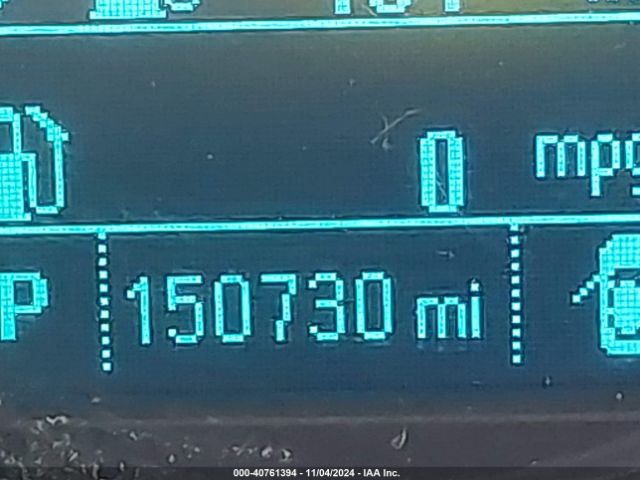 0 mpg
P 150730 mi
000-40761394 - 11/04/2024 - IAA Inc.